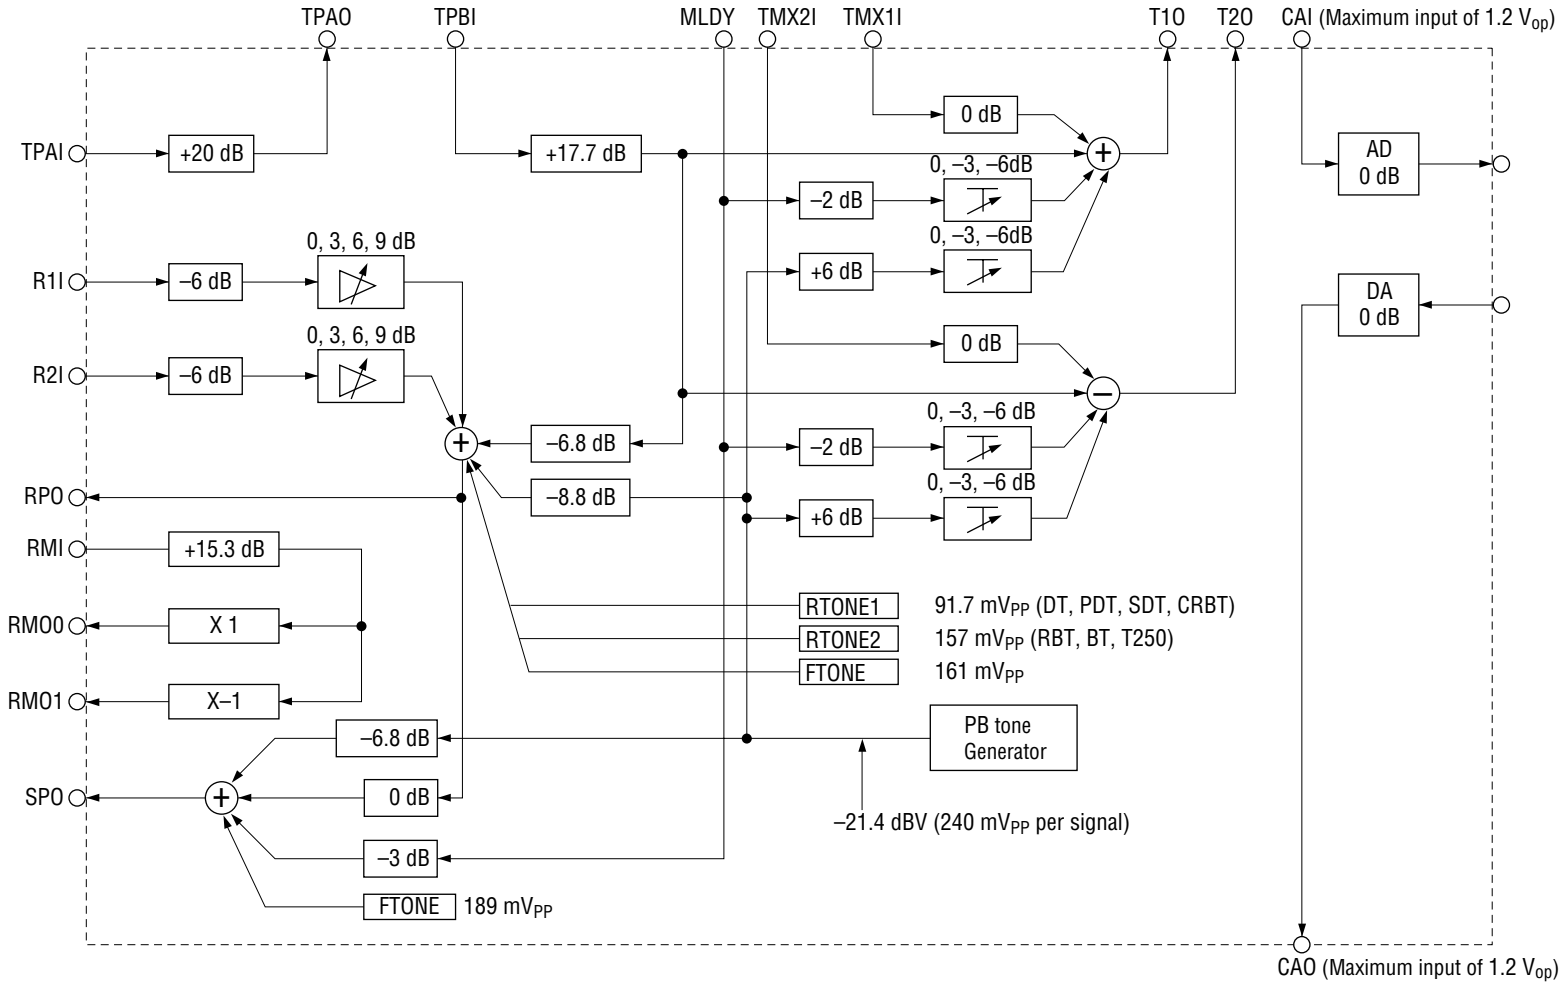 TPAO TPBI MLDY TMX2I TMX1I T1O T2O CAI (Maximum input of 1.2 Vop)
0 dB
TPAI +20 dB +17.7 dB + AD
0 dB
0, –3, –6dB
–2 dB
0, –3, –6dB
0, 3, 6, 9 dB
R1I –6 dB +6 dB
DA
0 dB
0, 3, 6, 9 dB
0 dB
R2I –6 dB
–
0, –3, –6 dB
+ –6.8 dB –2 dB
0, –3, –6 dB
RPO –8.8 dB
+6 dB
RMI +15.3 dB
RTONE1 91.7 mVPP (DT, PDT, SDT, CRBT)
RMO0 X 1
RTONE2 157 mVPP (RBT, BT, T250)
FTONE 161 mVPP
RMO1 X–1
–6.8 dB PB tone
Generator
SPO + 0 dB
–21.4 dBV (240 mVPP per signal)
–3 dB
FTONE 189 mVPP
CAO (Maximum input of 1.2 Vop)